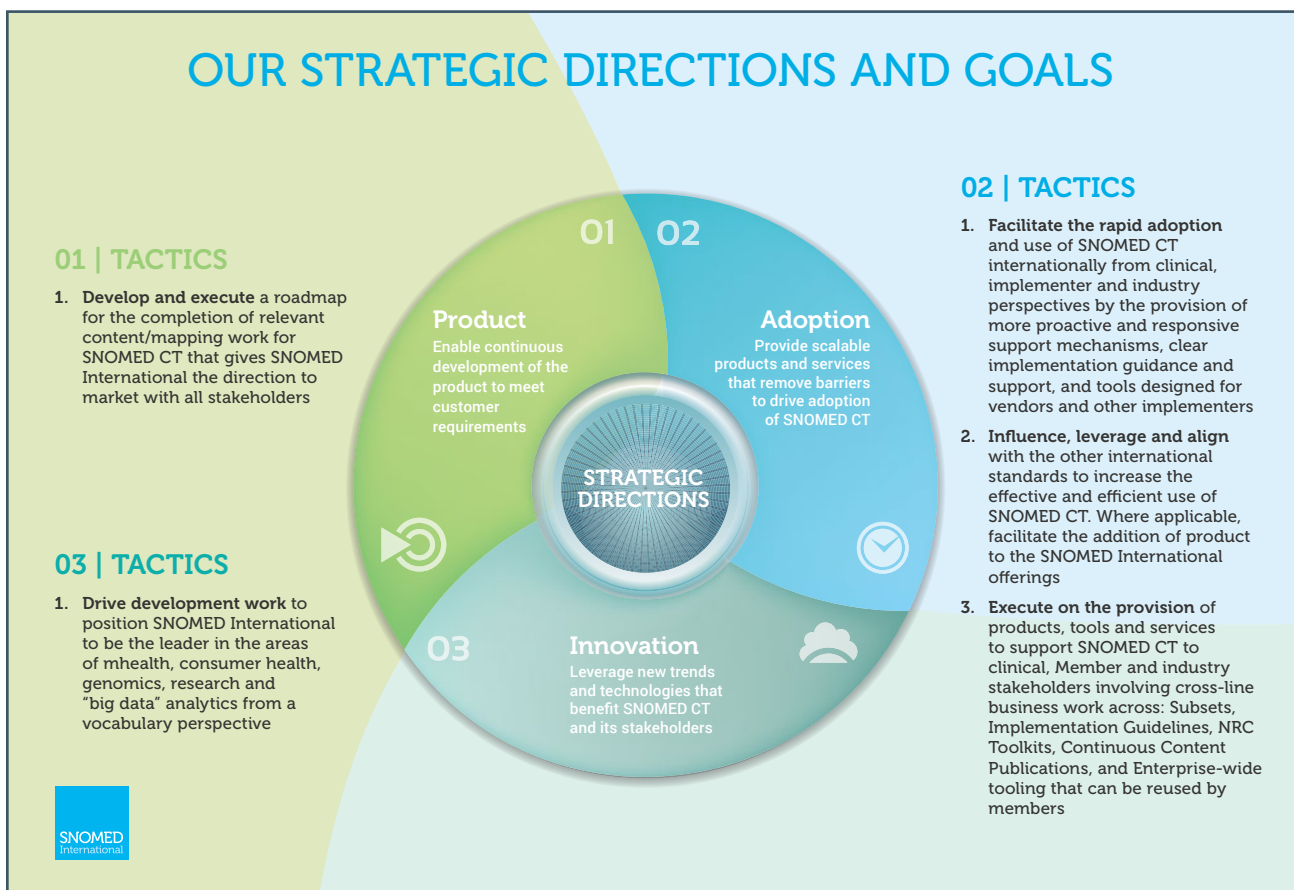 OUR STRATEGIC DIRECTIONS AND GOALS
01 | TACTICS
1. Develop and execute a roadmap
for the completion of relevant
content/mapping work for
SNOMED CT that gives SNOMED
International the direction to
market with all stakeholders
03 | TACTICS
1. Drive development work to
position SNOMED International
to be the leader in the areas
of mhealth, consumer health,
genomics, research and
“big data” analytics from a
vocabulary perspective
SNOMED
International
01
Product
Enable continuous
development of the
product to meet
customer
requirements
02
Adoption
Provide scalable
products and services
that remove barriers
to drive adoption
of SNOMED CT
STRATEGIC
DIRECTIONS
03
Innovation
Leverage new trends
and technologies that
benefit SNOMED CT
and its stakeholders
02 | TACTICS
1. Facilitate the rapid adoption
and use of SNOMED CT
internationally from clinical,
implementer and industry
perspectives by the provision of
more proactive and responsive
support mechanisms, clear
implementation guidance and
support, and tools designed for
vendors and other implementers
2. Influence, leverage and align
with the other international
standards to increase the
effective and efficient use of
SNOMED CT. Where applicable,
facilitate the addition of product
to the SNOMED International
offerings
3. Execute on the provision of
products, tools and services
to support SNOMED CT to
clinical, Member and industry
stakeholders involving cross-line
business work across: Subsets,
Implementation Guidelines, NRC
Toolkits, Continuous Content
Publications, and Enterprise-wide
tooling that can be reused by
members